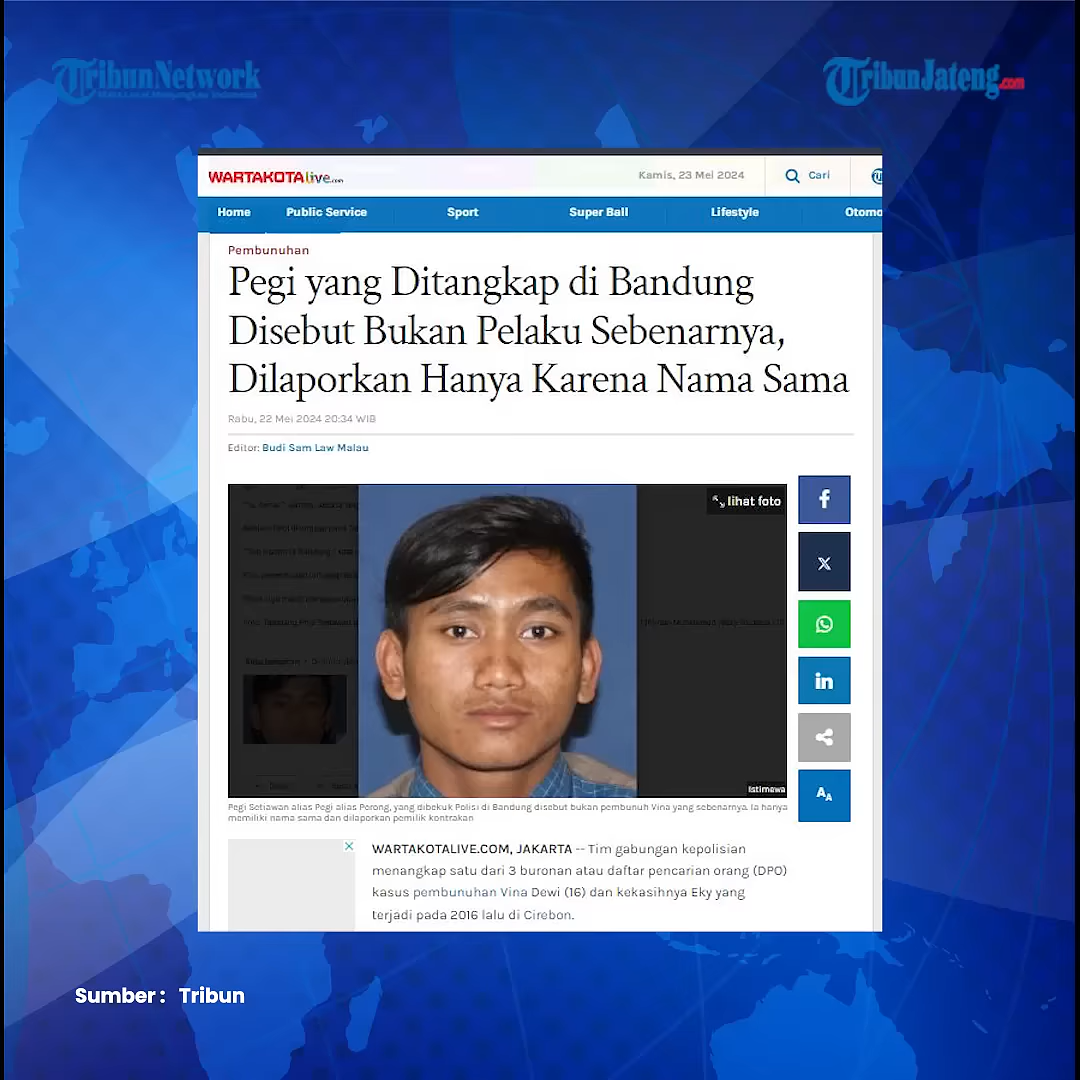 TribunNetwork
TribunJateng.com
WARTAKOTAlive.com
Kamis, 23 Mei 2024
Cari
Home
Public Service
Sport
Super Ball
Lifestyle
Otomo
Pembunuhan
Pegi yang Ditangkap di Bandung
Disebut Bukan Pelaku Sebenarnya,
Dilaporkan Hanya Karena Nama Sama
Rabu, 22 Mei 2024 20:34 WIB
Editor: Budi Sam Law Malau
lihat foto
Istimewa
Pegi Setiawan alias Pegi alias Perong, yang dibekuk Polisi di Bandung disebut bukan pembunuh Vina yang sebenarnya. Ia hanya
memiliki nama sama dan dilaporkan pemilik kontrakan
WARTAKOTALIVE.COM, JAKARTA -- Tim gabungan kepolisian
menangkap satu dari 3 buronan atau daftar pencarian orang (DPO)
kasus pembunuhan Vina Dewi (16) dan kekasihnya Eky yang
terjadi pada 2016 lalu di Cirebon.
Sumber : Tribun